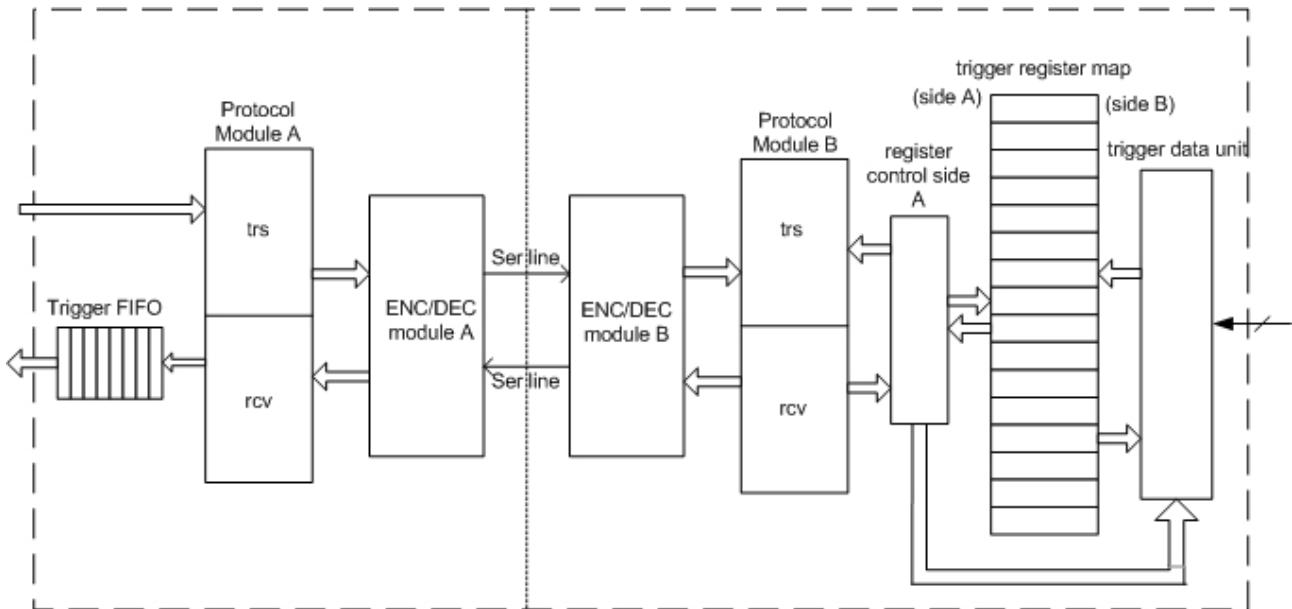 trigger register map
(side A)
(side B)
Protocol
Module A
Protocol
Module B
register
control side
A
trigger data unit
trs
trs
Ser line
Trigger FIFO
ENC/DEC
module A
ENC/DEC
module B
Ser line
rcv
rcv